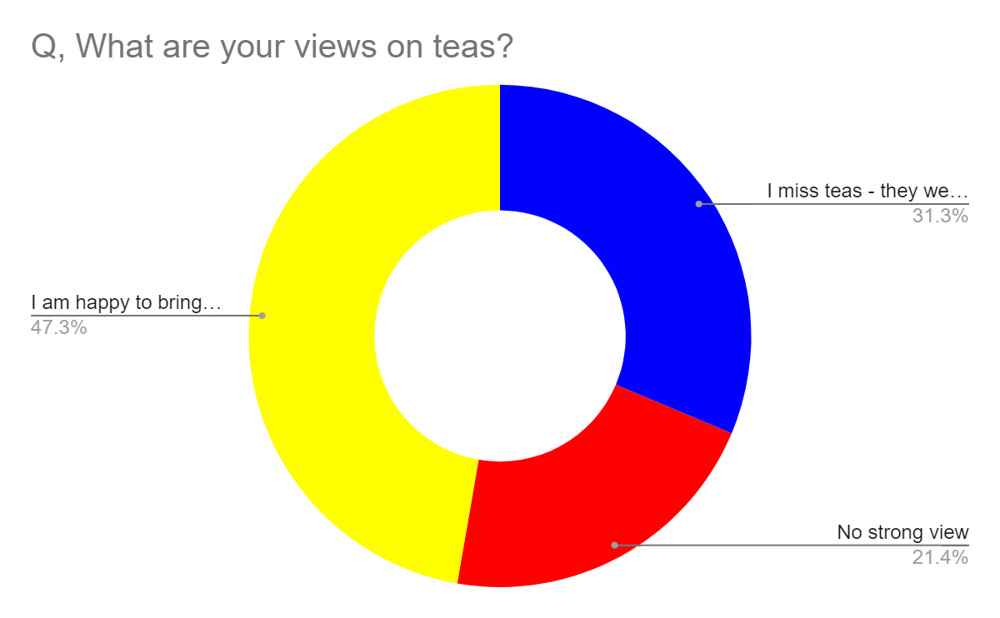 Q, What are your views on teas?
I miss teas - they we…
31.3%
I am happy to bring…
47.3%
No strong view
21.4%